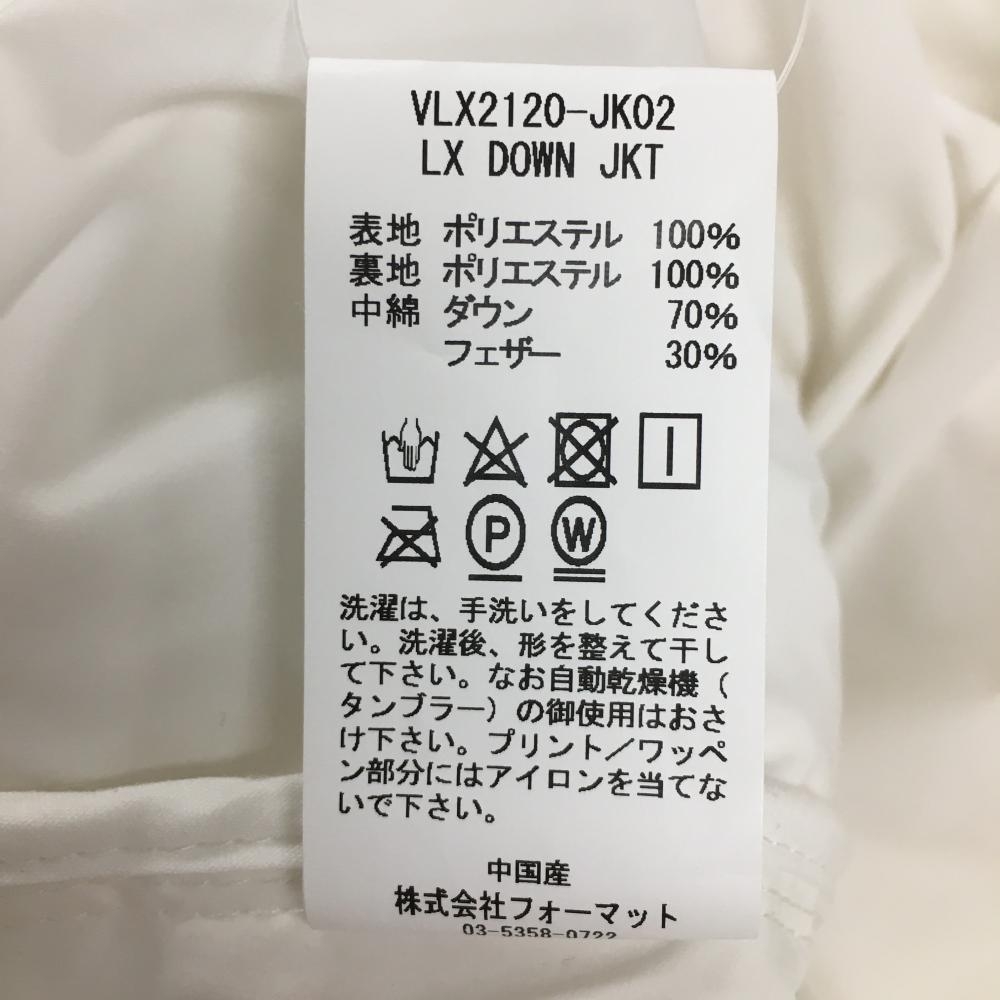 VLX2120-JK02
LX DOWN JKT
表地 ポリエステル 100%
裏地 ポリエステル 100%
中綿 ダウン 70%
フェザー 30%
P W
洗濯は、手洗いをしてくださ
い。洗濯後、形を整えて干し
て下さい。なお自動乾燥機（
タンブラー）の御使用はおさ
け下さい。プリント／ワッペ
ン部分にはアイロンを当てな
いで下さい。
中国産
株式会社フォーマット
03-5358-0722